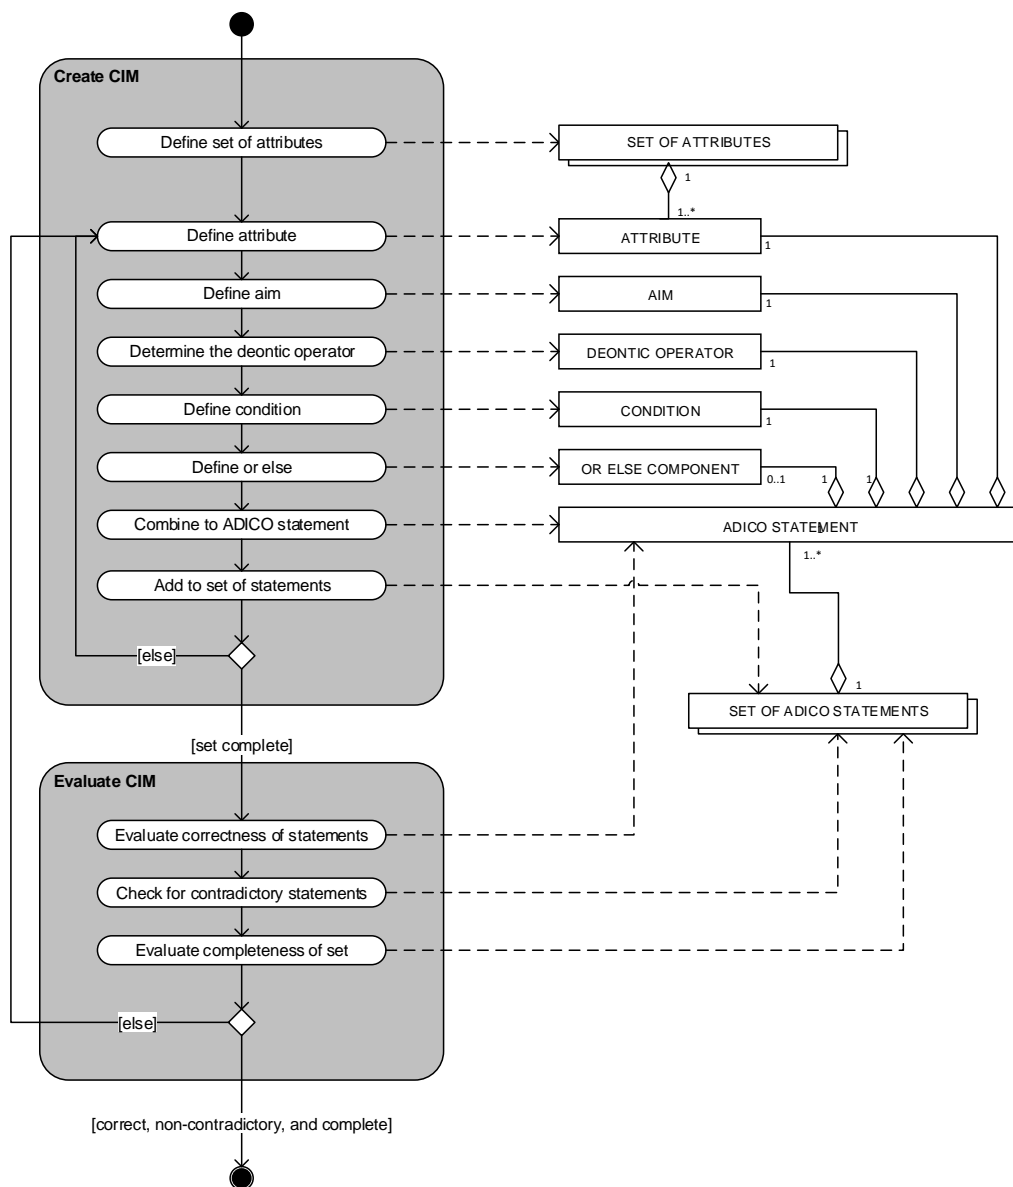 Create CIM
Define set of attributes
SET OF ATTRIBUTES
1
1..*
Define attribute
ATTRIBUTE
1
Define aim
AIM
1
Determine the deontic operator
DEONTIC OPERATOR
1
Define condition
CONDITION
1
Define or else
OR ELSE COMPONENT
0..1
1
1
Combine to ADICO statement
ADICO STATEMENT
1
1..*
Add to set of statements
[else]
1
SET OF ADICO STATEMENTS
[set complete]
Evaluate CIM
Evaluate correctness of statements
Check for contradictory statements
Evaluate completeness of set
[else]
[correct, non-contradictory, and complete]